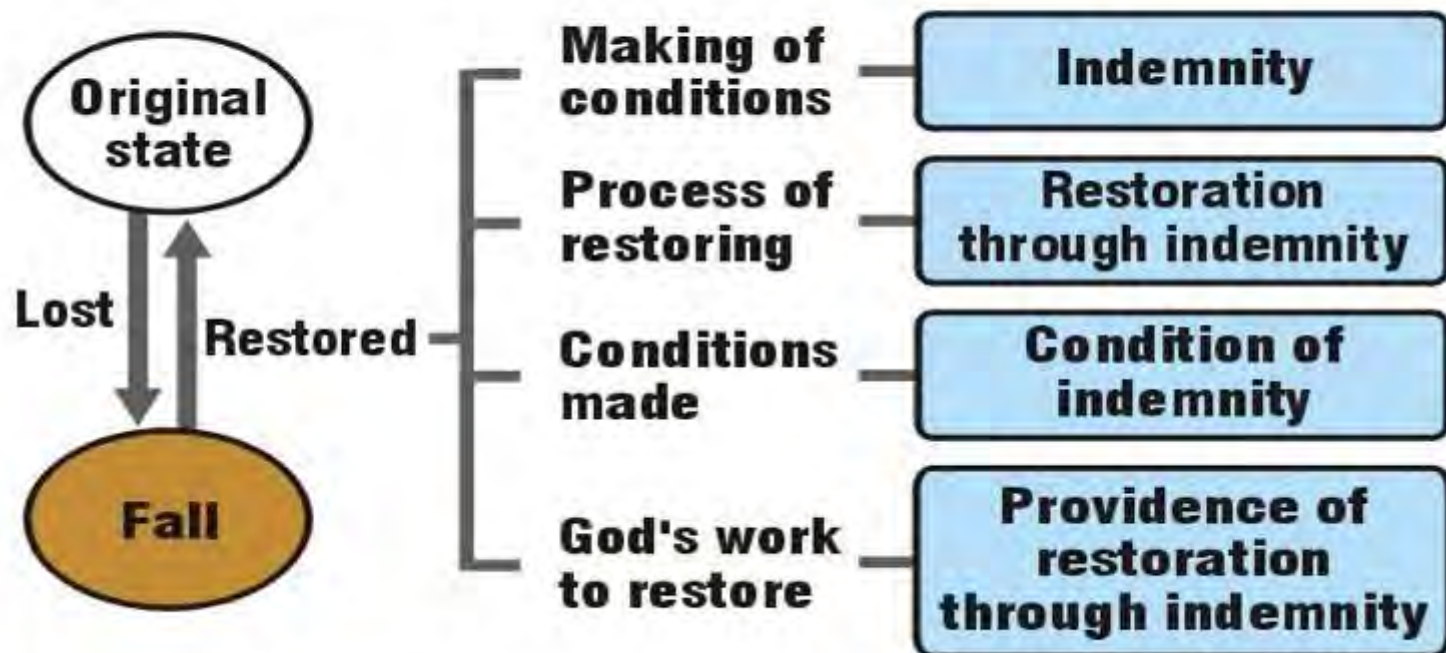 Original
state
Lost
Restored
Fall
Making of
conditions
Indemnity
Process of
restoring
Restoration
through indemnity
Conditions
made
Condition of
indemnity
God's work
to restore
Providence of
restoration
through indemnity